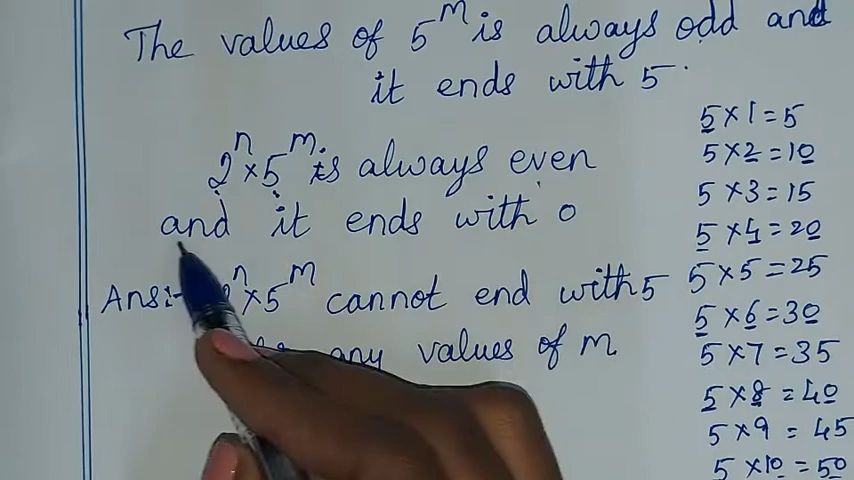 The values of 5^m is always odd and
it ends with 5.
2^n × 5^m is always even
and it ends with 0
Ans:- 2^n × 5^m cannot end with 5
any values of m
5 × 1 = 5
5 × 2 = 10
5 × 3 = 15
5 × 4 = 20
5 × 5 = 25
5 × 6 = 30
5 × 7 = 35
5 × 8 = 40
5 × 9 = 45
5 × 10 = 50